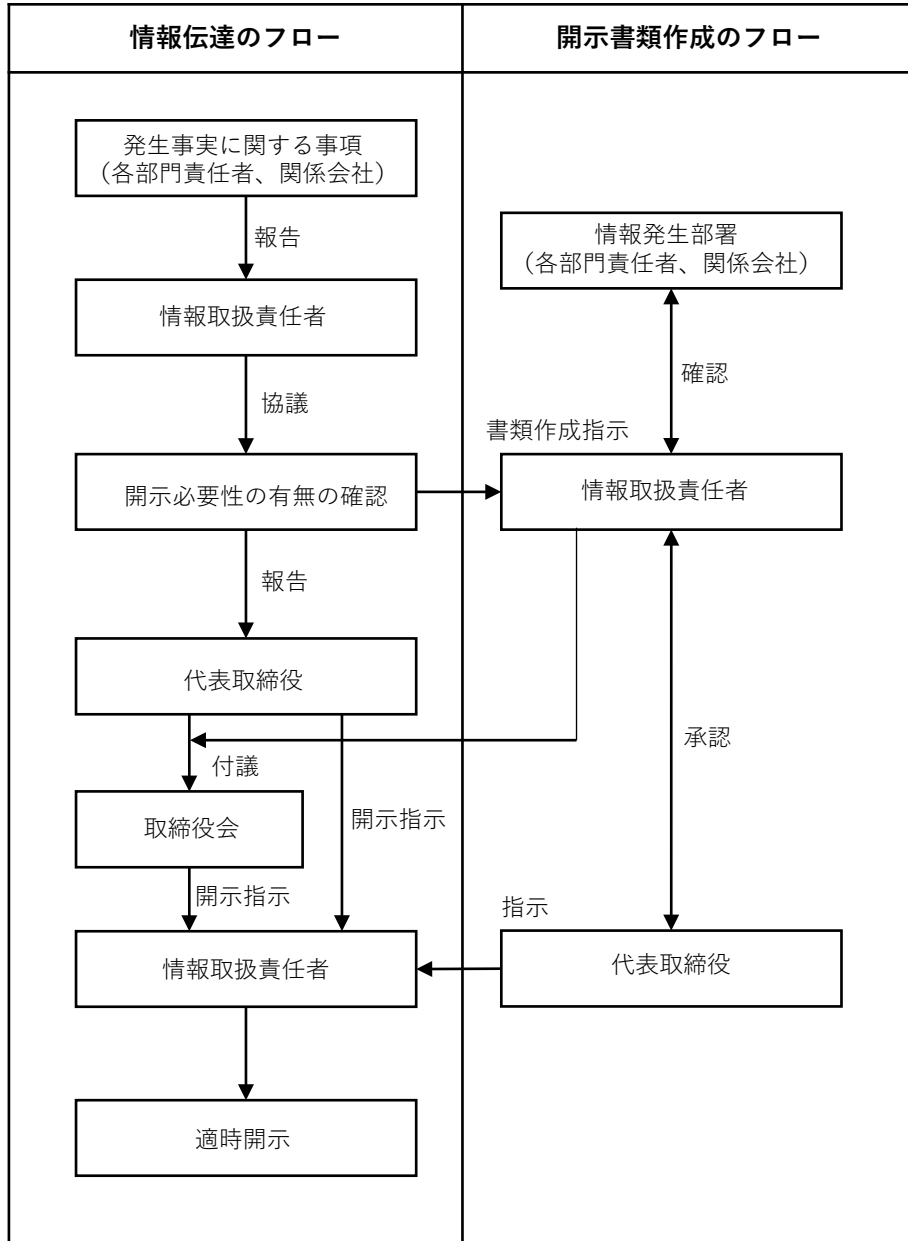 情報伝達のフロー
開示書類作成のフロー
発生事実に関する事項
（各部門責任者、関係会社）
報告
情報発生部署
（各部門責任者、関係会社）
情報取扱責任者
確認
協議
書類作成指示
開示必要性の有無の確認
情報取扱責任者
報告
代表取締役
承認
付議
取締役会
開示指示
開示指示
指示
情報取扱責任者
代表取締役
適時開示